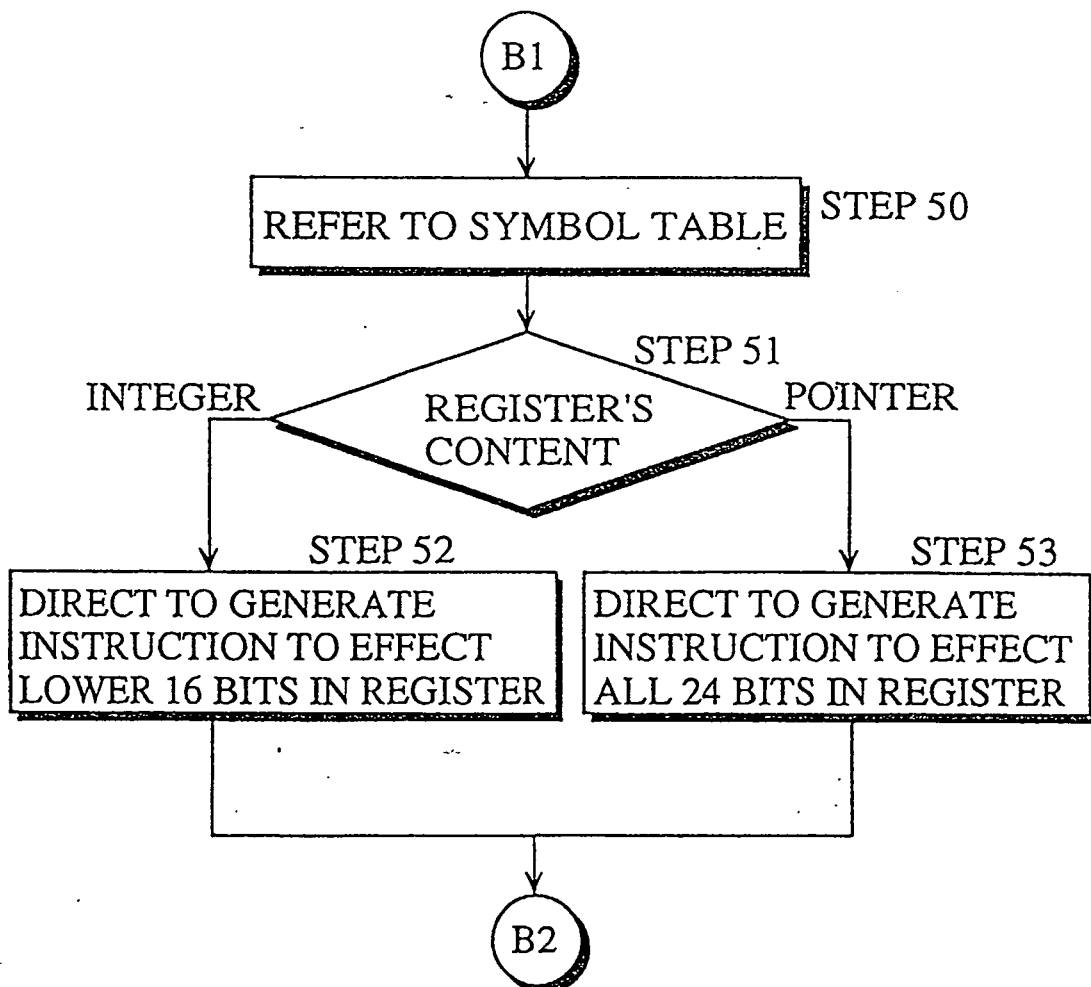 B1
REFER TO SYMBOL TABLE
STEP 50
STEP 51
INTEGER
REGISTER'S
CONTENT
POINTER
STEP 52
DIRECT TO GENERATE
INSTRUCTION TO EFFECT
LOWER 16 BITS IN REGISTER
STEP 53
DIRECT TO GENERATE
INSTRUCTION TO EFFECT
ALL 24 BITS IN REGISTER
B2